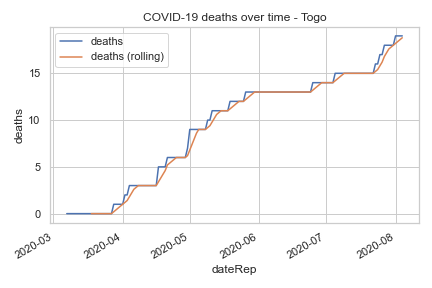 COVID-19 deaths over time - Togo
deaths
deaths (rolling)
deaths
15
10
5
0
2020-03
2020-04
2020-05
2020-06
2020-07
2020-08
dateRep